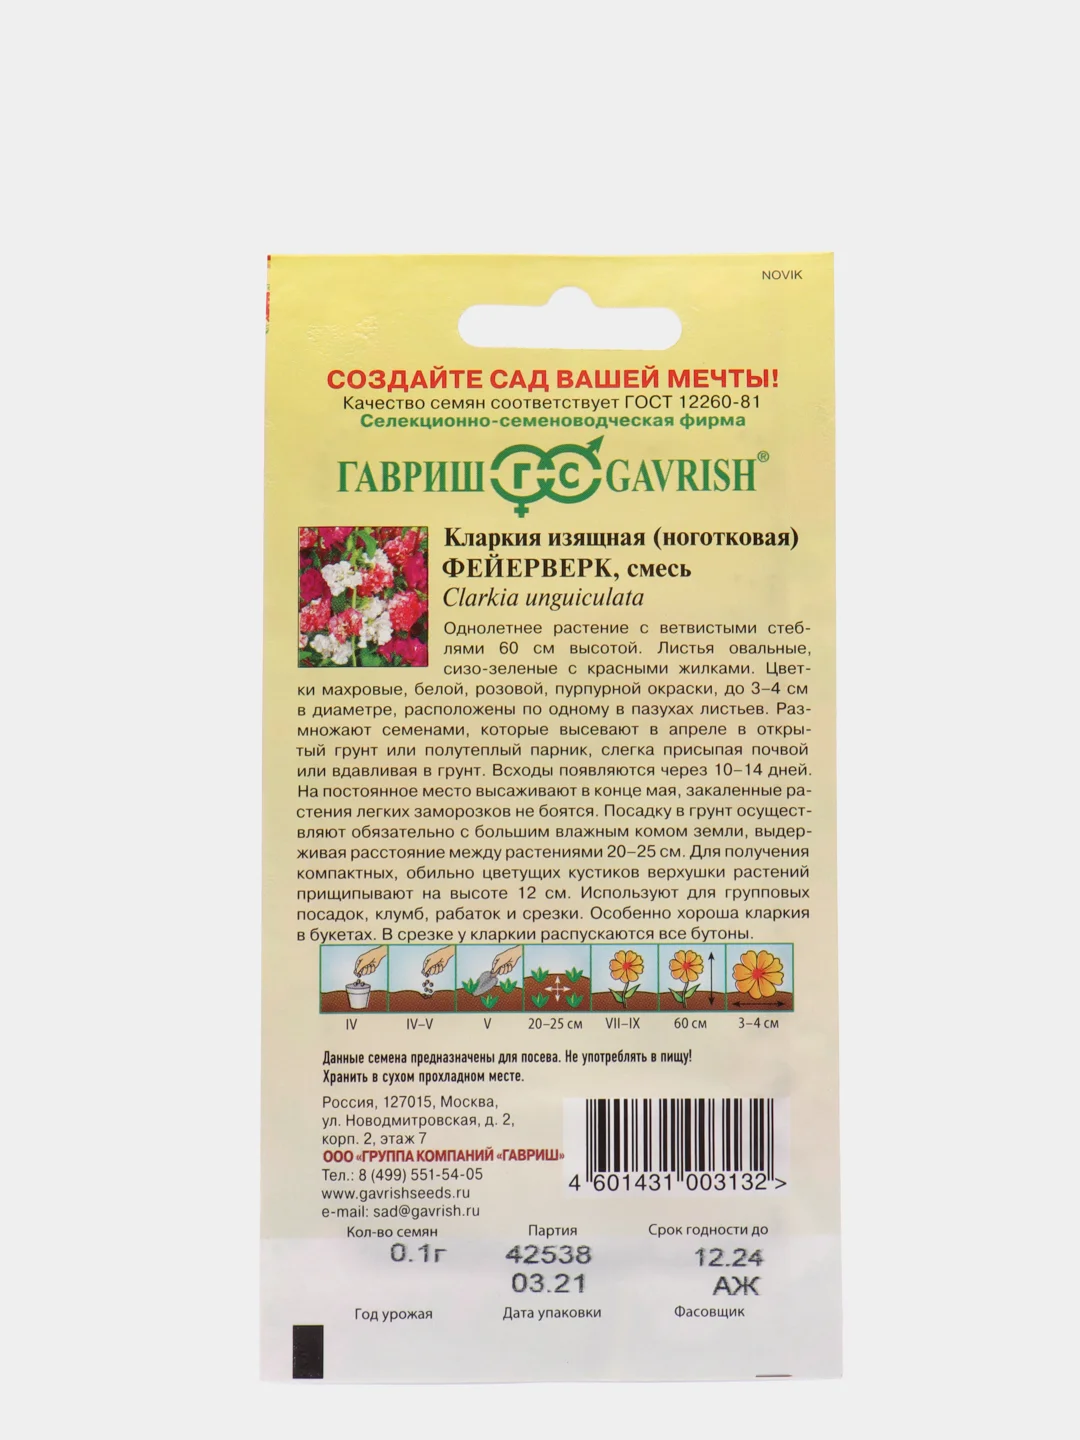 NOVIK
СОЗДАЙТЕ САД ВАШЕЙ МЕЧТЫ!
Качество семян соответствует ГОСТ 12260-81
Селекционно-семеноводческая фирма
ГАВРИШ ГС GAVRISH®
Кларкия изящная (ноготковая)
ФЕЙЕРВЕРК, смесь
Clarkia unguiculata
Однолетнее растение с ветвистыми стеб-
лями 60 см высотой. Листья овальные,
сизо-зеленые с красными жилками. Цвет-
ки махровые, белой, розовой, пурпурной окраски, до 3–4 см
в диаметре, расположены по одному в пазухах листьев. Раз-
множают семенами, которые высевают в апреле в откры-
тый грунт или полутеплый парник, слегка присыпая почвой
или вдавливая в грунт. Всходы появляются через 10–14 дней.
На постоянное место высаживают в конце мая, закаленные ра-
стения легких заморозков не боятся. Посадку в грунт осущест-
вляют обязательно с большим влажным комом земли, выдер-
живая расстояние между растениями 20–25 см. Для получения
компактных, обильно цветущих кустиков верхушки растений
прищипывают на высоте 12 см. Используют для групповых
посадок, клумб, рабаток и срезки. Особенно хороша кларкия
в букетах. В срезке у кларкии распускаются все бутоны.
IV IV–V V 20–25 см VII–IX 60 см 3–4 см
Данные семена предназначены для посева. Не употреблять в пищу!
Хранить в сухом прохладном месте.
Россия, 127015, Москва,
ул. Новодмитровская, д. 2,
корп. 2, этаж 7
ООО «ГРУППА КОМПАНИЙ «ГАВРИШ»
Тел.: 8 (499) 551-54-05
www.gavrishseeds.ru
e-mail: sad@gavrish.ru
4 601431 003132 >
Кол-во семян Партия Срок годности до
0.1г 42538 12.24
03.21 АЖ
Год урожая Дата упаковки Фасовщик